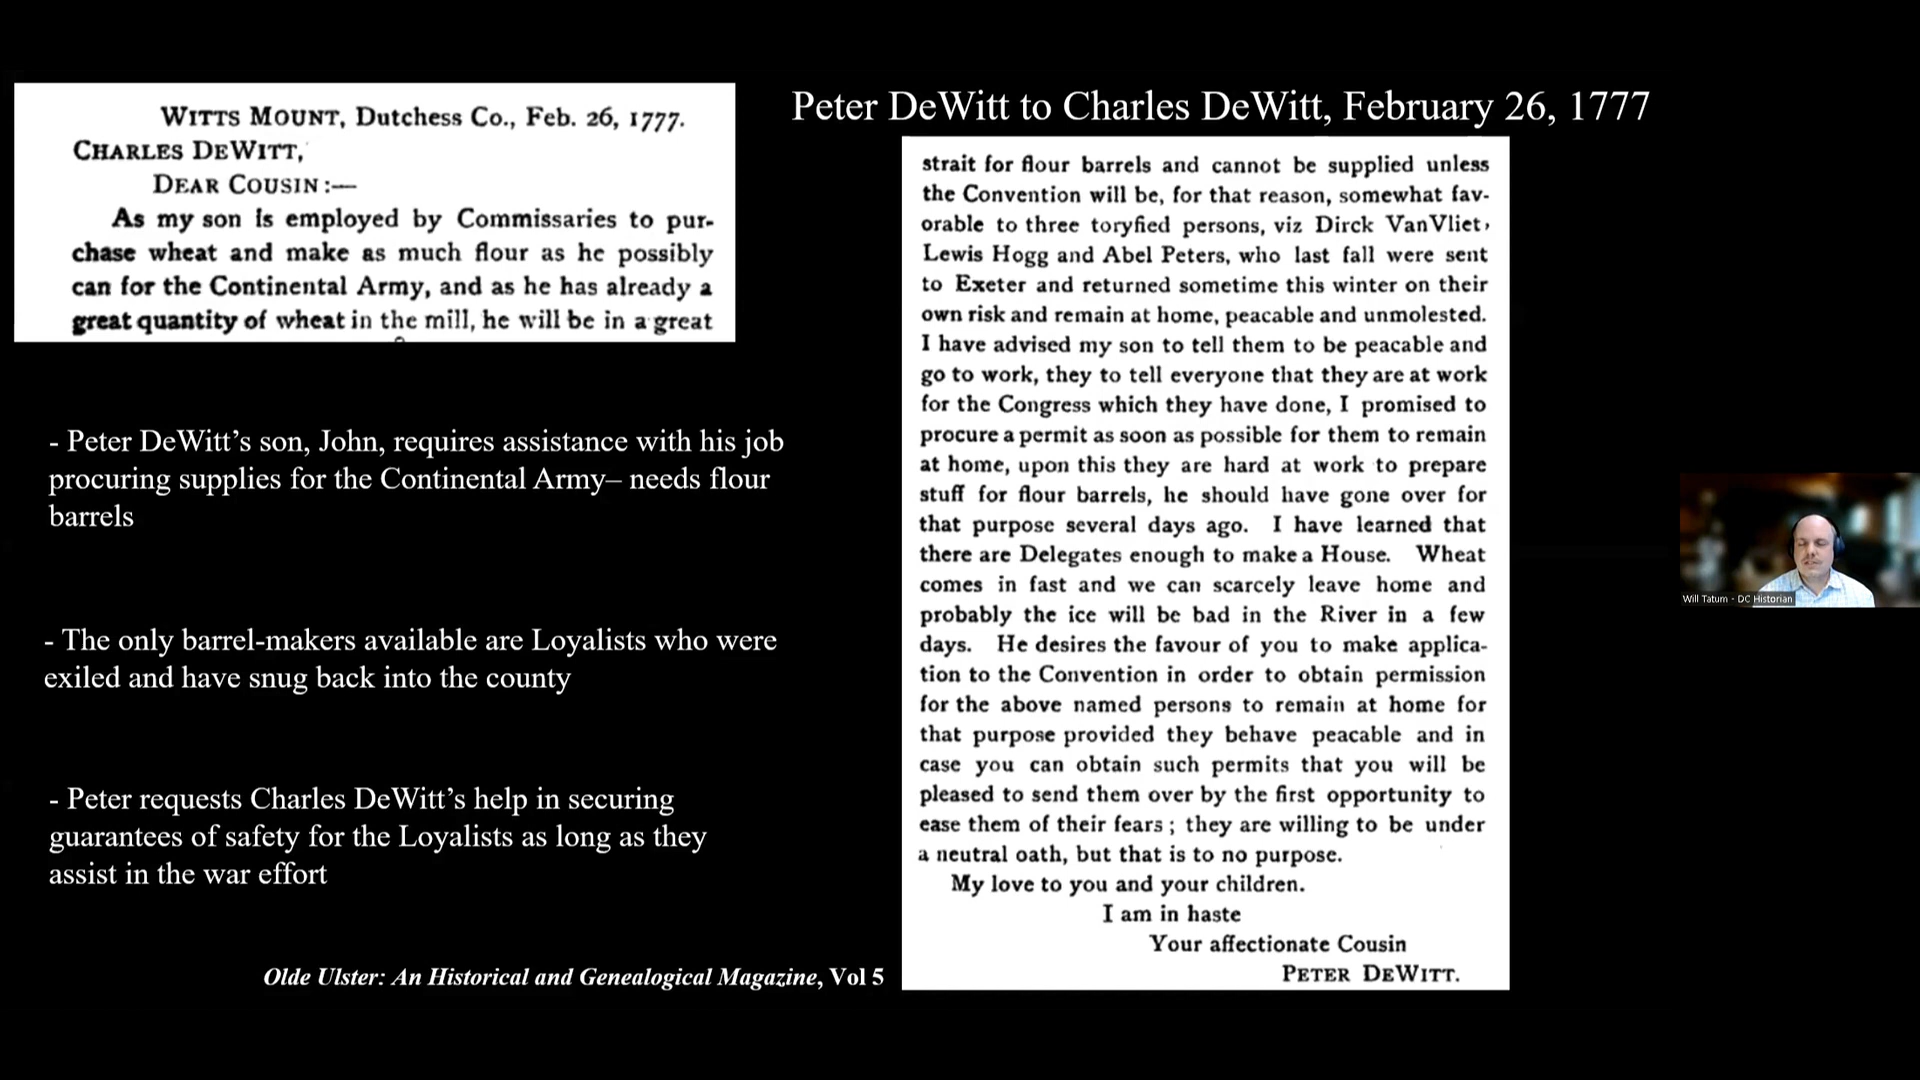 Peter DeWitt to Charles DeWitt, February 26, 1777
WITTS MOUNT, Dutchess Co., Feb. 26, 1777.
CHARLES DEWITT,
DEAR COUSIN:—
As my son is employed by Commissaries to pur-
chase wheat and make as much flour as he possibly
can for the Continental Army, and as he has already a
great quantity of wheat in the mill, he will be in a great
strait for flour barrels and cannot be supplied unless
the Convention will be, for that reason, somewhat fav-
orable to three toryfied persons, viz Dirck VanVliet,
Lewis Hogg and Abel Peters, who last fall were sent
to Exeter and returned sometime this winter on their
own risk and remain at home, peacable and unmolested.
I have advised my son to tell them to be peacable and
go to work, they to tell everyone that they are at work
for the Congress which they have done, I promised to
procure a permit as soon as possible for them to remain
at home, upon this they are hard at work to prepare
stuff for flour barrels, he should have gone over for
that purpose several days ago. I have learned that
there are Delegates enough to make a House. Wheat
comes in fast and we can scarcely leave home and
probably the ice will be bad in the River in a few
days. He desires the favour of you to make applica-
tion to the Convention in order to obtain permission
for the above named persons to remain at home for
that purpose provided they behave peacable and in
case you can obtain such permits that you will be
pleased to send them over by the first opportunity to
ease them of their fears; they are willing to be under
a neutral oath, but that is to no purpose.
My love to you and your children.
I am in haste
Your affectionate Cousin
PETER DEWITT.
- Peter DeWitt’s son, John, requires assistance with his job
procuring supplies for the Continental Army– needs flour
barrels
- The only barrel-makers available are Loyalists who were
exiled and have snug back into the county
- Peter requests Charles DeWitt’s help in securing
guarantees of safety for the Loyalists as long as they
assist in the war effort
Olde Ulster: An Historical and Genealogical Magazine, Vol 5
Will Tatum - DC Historian